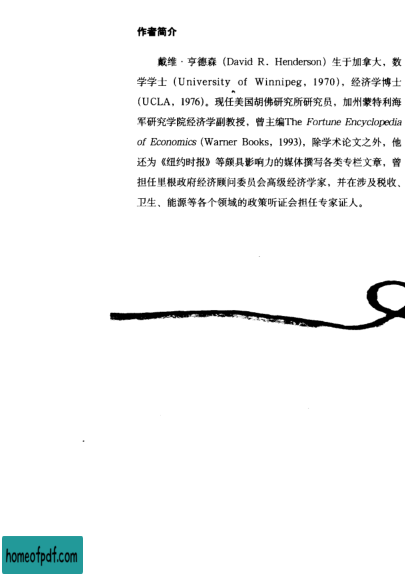 作者简介
戴维·亨德森（David R. Henderson）生于加拿大，数
学学士（University of Winnipeg，1970），经济学博士
（UCLA，1976）。现任美国胡佛研究所研究员，加州蒙特利海
军研究学院经济学副教授，曾主编The Fortune Encyclopedia
of Economics（Warner Books，1993），除学术论文之外，他
还为《纽约时报》等颇具影响力的媒体撰写各类专栏文章，曾
担任里根政府经济顾问委员会高级经济学家，并在涉及税收、
卫生、能源等各个领域的政策听证会担任专家证人。
homeofpdf.com